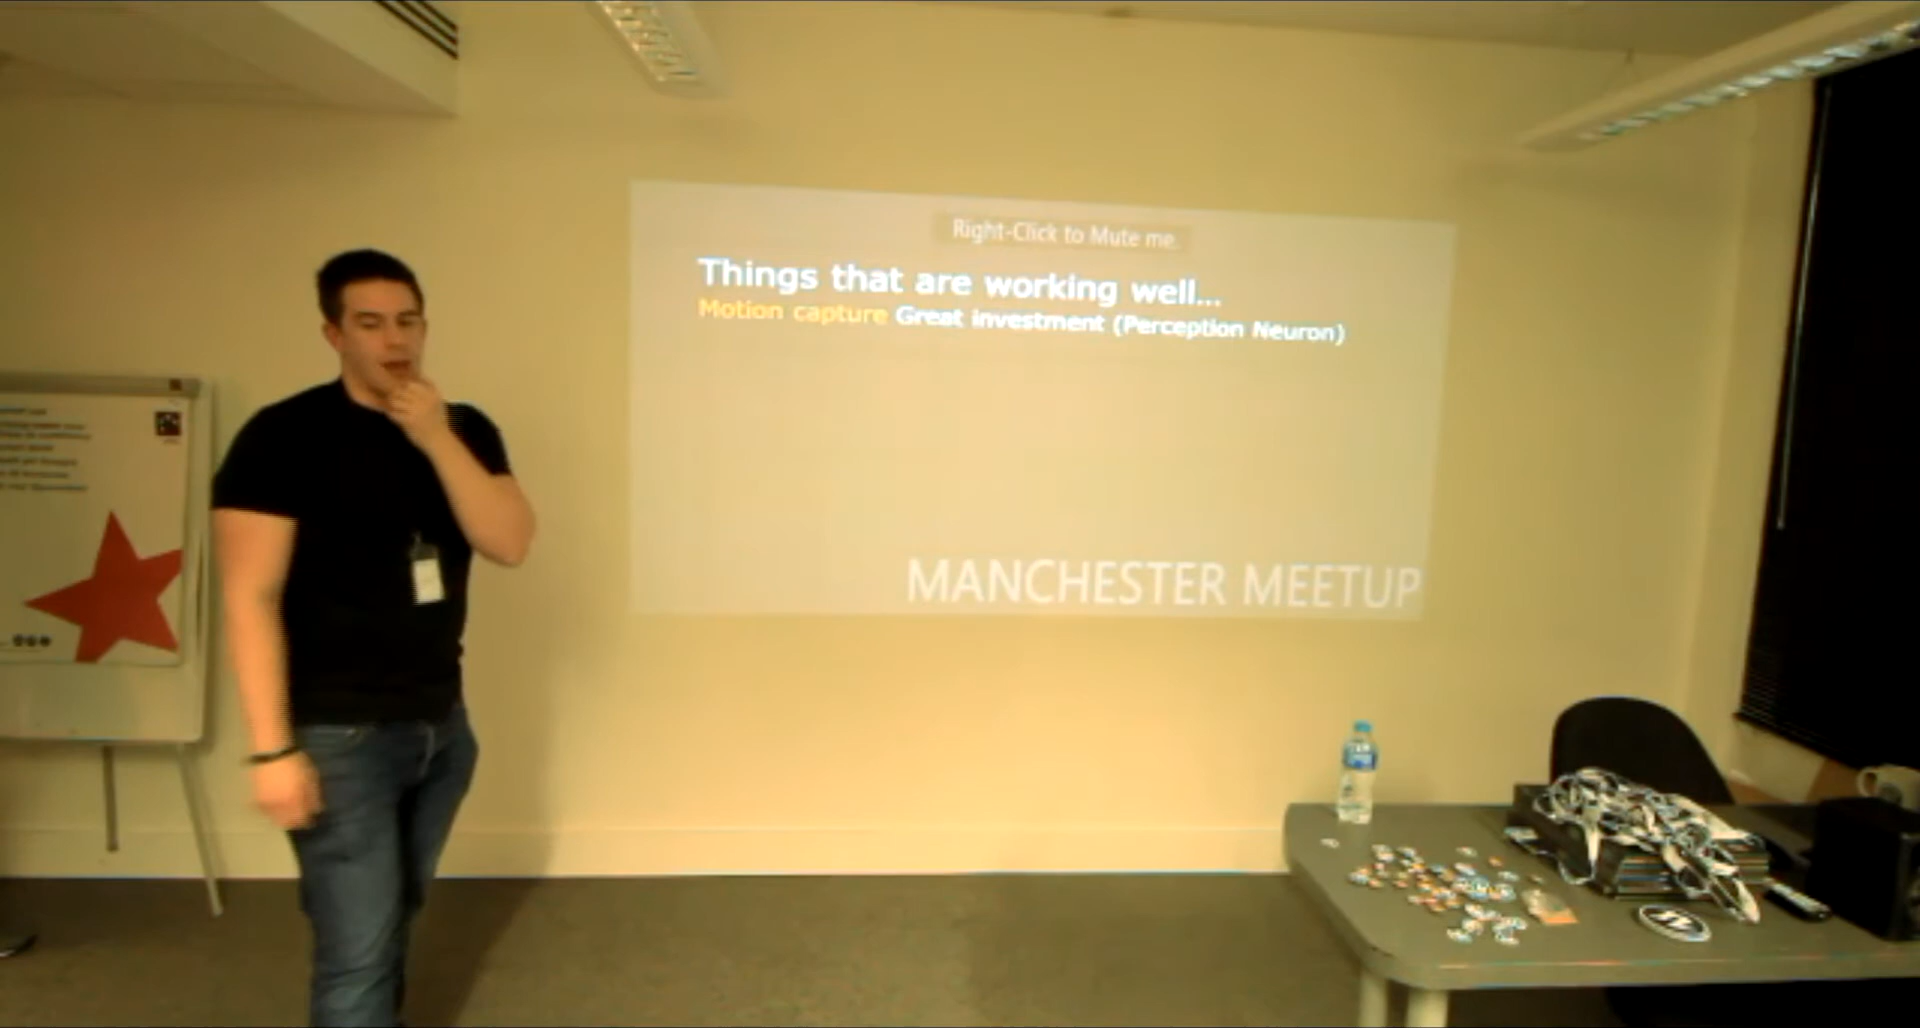 Right-Click to Mute me.
Things that are working well...
Motion capture Great investment (Perception Neuron)
MANCHESTER MEETUP